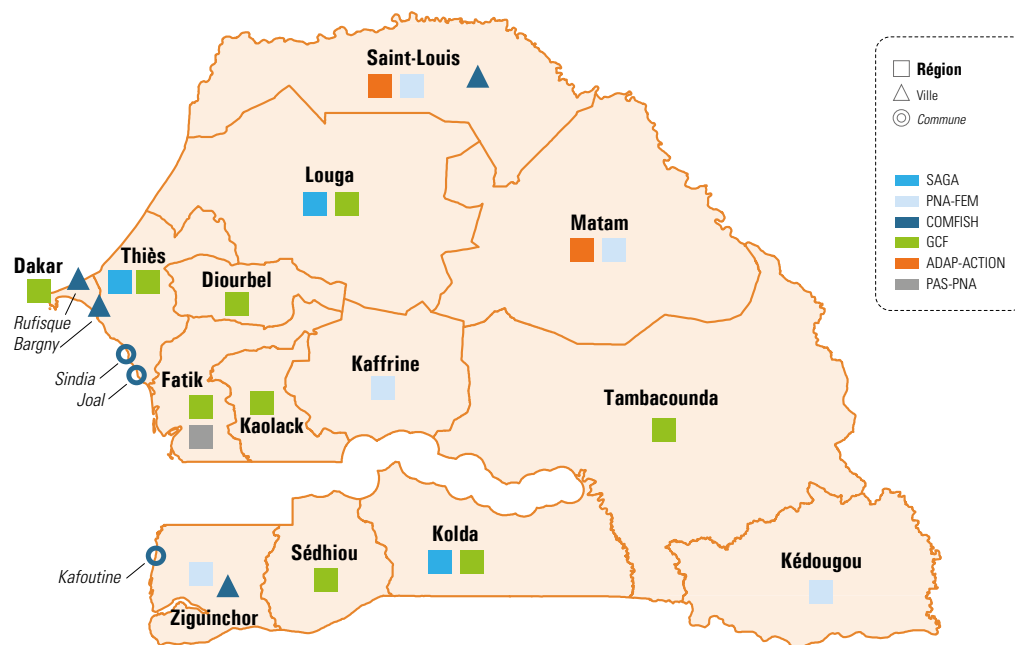 Saint-Louis
Région
Ville
Commune
Louga
SAGA
PNA-FEM
COMFISH
GCF
ADAP-ACTION
PAS-PNA
Matam
Dakar
Thiès
Diourbel
Rufisque
Bargny
Sindia
Joal
Fatik
Kaolack
Kaffrine
Tambacounda
Kafoutine
Ziguinchor
Sédhiou
Kolda
Kédougou